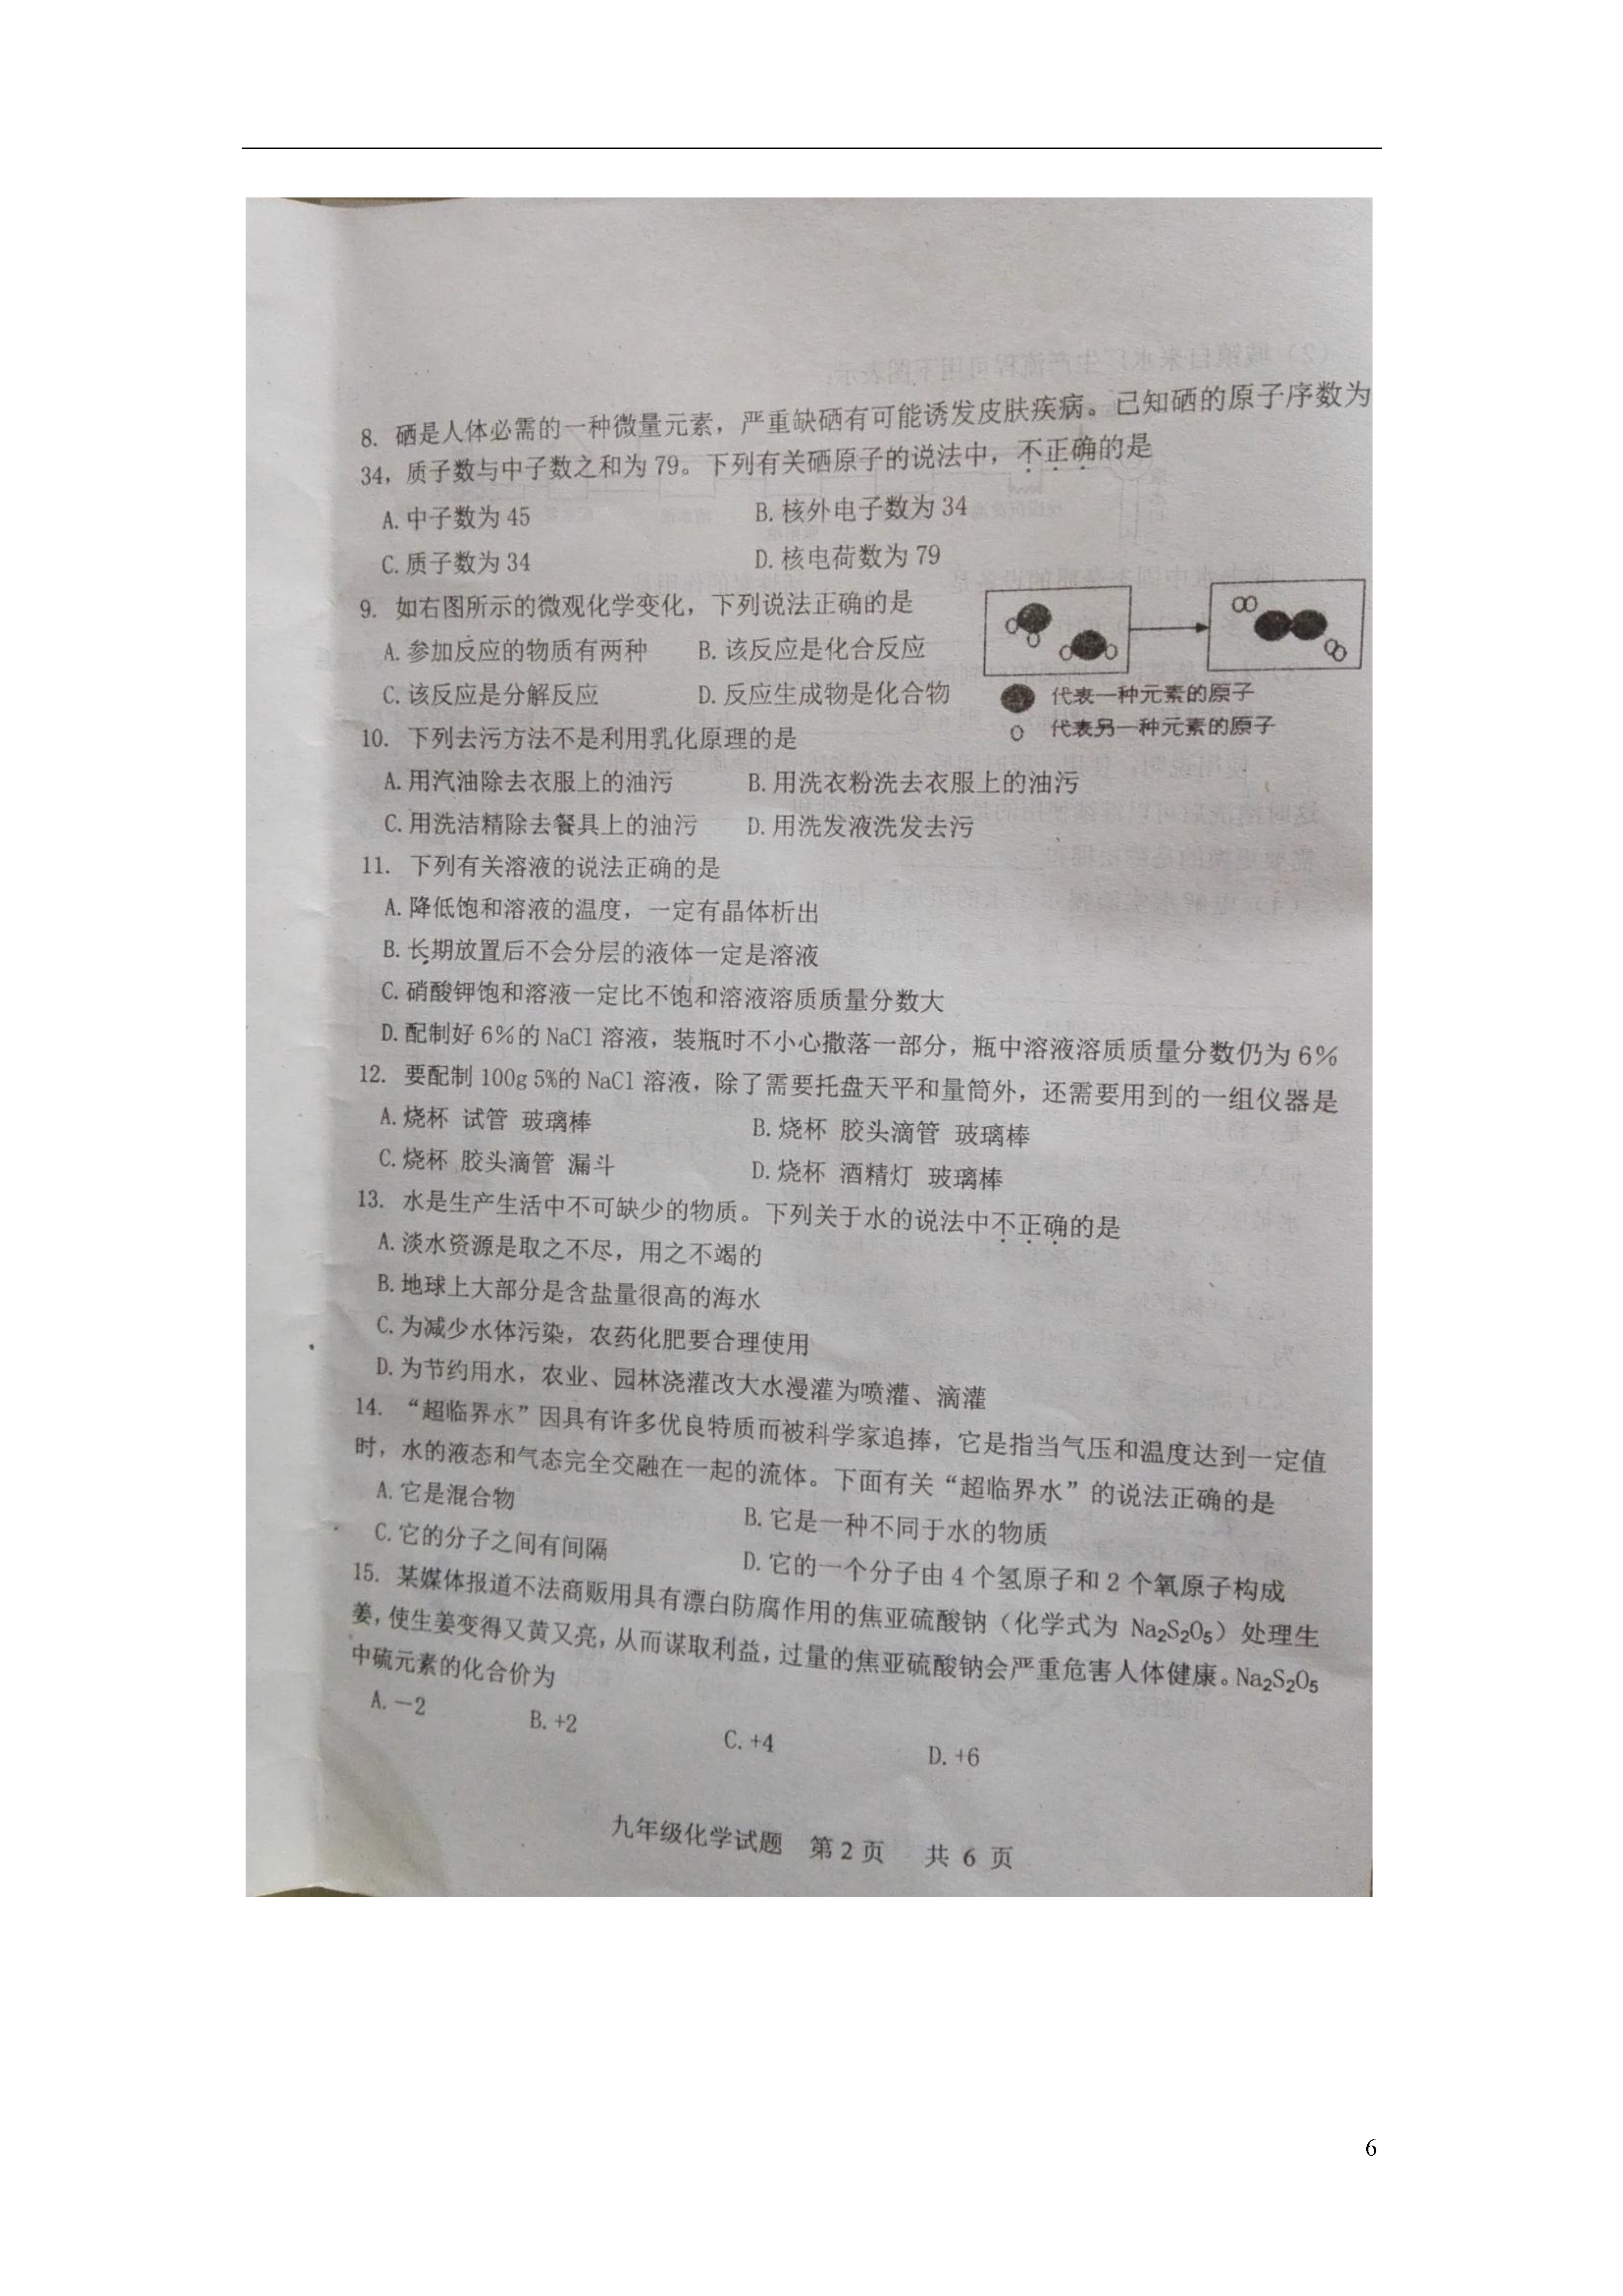 8. 硒是人体必需的一种微量元素，严重缺硒有可能诱发皮肤疾病。已知硒的原子序数为
34，质子数与中子数之和为 79。下列有关硒原子的说法中，不正确的是
A. 中子数为 45 B. 核外电子数为 34
C. 质子数为 34 D. 核电荷数为 79
9. 如右图所示的微观化学变化，下列说法正确的是
A. 参加反应的物质有两种 B. 该反应是化合反应
C. 该反应是分解反应 D. 反应生成物是化合物
代表一种元素的原子
代表另一种元素的原子
10. 下列去污方法不是利用乳化原理的是
A. 用汽油除去衣服上的油污 B. 用洗衣粉洗去衣服上的油污
C. 用洗洁精除去餐具上的油污 D. 用洗发液洗发去污
11. 下列有关溶液的说法正确的是
A. 降低饱和溶液的温度，一定有晶体析出
B. 长期放置后不会分层的液体一定是溶液
C. 硝酸钾饱和溶液一定比不饱和溶液溶质质量分数大
D. 配制好 6%的 NaCl 溶液，装瓶时不小心撒落一部分，瓶中溶液溶质质量分数仍为 6%
12. 要配制 100g 5%的 NaCl 溶液，除了需要托盘天平和量筒外，还需要用到的一组仪器是
A. 烧杯 试管 玻璃棒 B. 烧杯 胶头滴管 玻璃棒
C. 烧杯 胶头滴管 漏斗 D. 烧杯 酒精灯 玻璃棒
13. 水是生产生活中不可缺少的物质。下列关于水的说法中不正确的是
A. 淡水资源是取之不尽，用之不竭的
B. 地球上大部分是含盐量很高的海水
C. 为减少水体污染，农药化肥要合理使用
D. 为节约用水，农业、园林浇灌改大水漫灌为喷灌、滴灌
14. “超临界水”因具有许多优良特质而被科学家追捧，它是指当气压和温度达到一定值
时，水的液态和气态完全交融在一起的流体。下面有关“超临界水”的说法正确的是
A. 它是混合物 B. 它是一种不同于水的物质
C. 它的分子之间有间隔 D. 它的一个分子由 4 个氢原子和 2 个氧原子构成
15. 某媒体报道不法商贩用具有漂白防腐作用的焦亚硫酸钠（化学式为 Na₂S₂O₅）处理生
姜，使生姜变得又黄又亮，从而谋取利益，过量的焦亚硫酸钠会严重危害人体健康。Na₂S₂O₅
中硫元素的化合价为
A. －2 B. +2 C. +4 D. +6
九年级化学试题 第 2 页 共 6 页
6